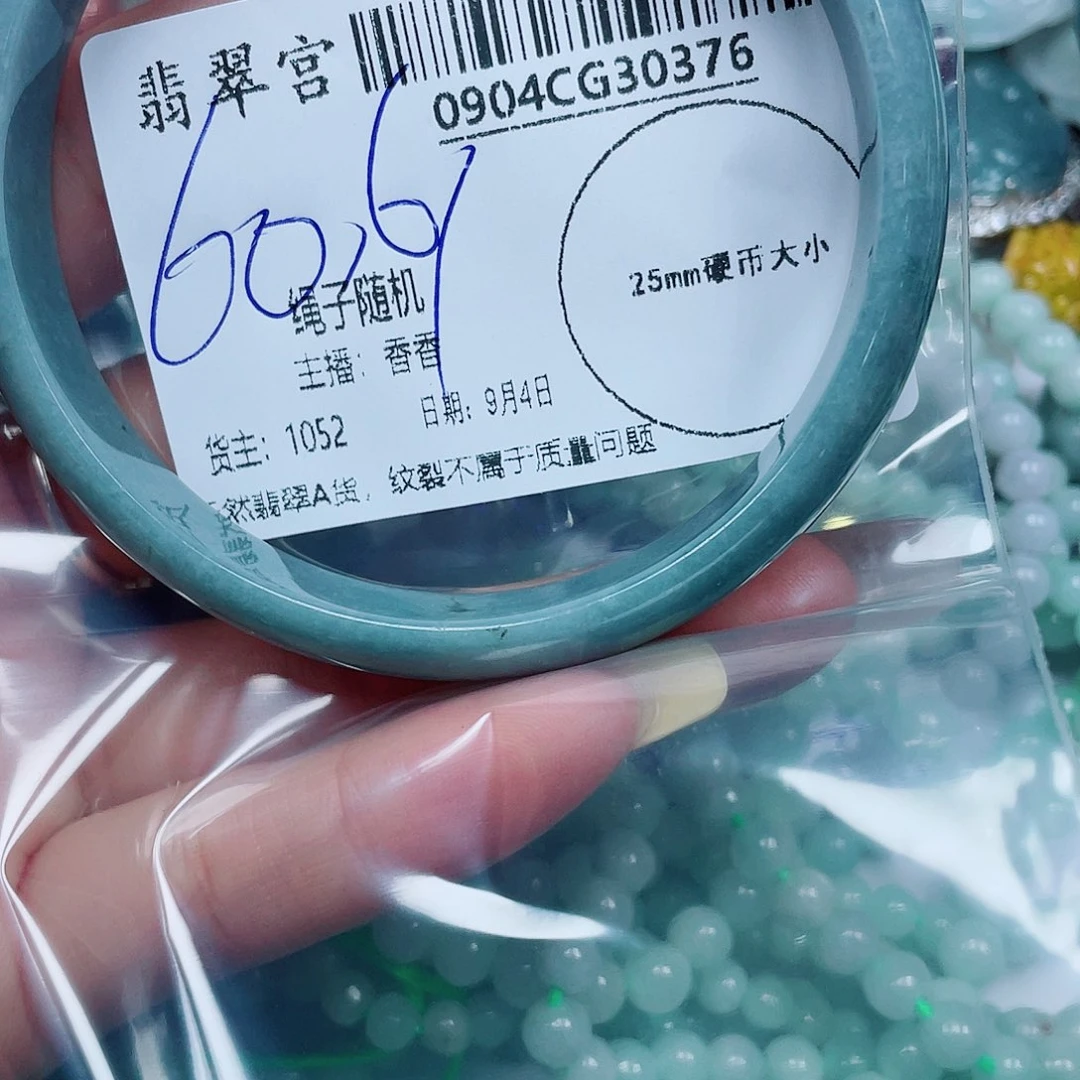 翡翠宫
0904CG30376
60.6
25mm硬币大小
绳子随机
主播：香香
货主：1052
日期：9月4日
天然翡翠A货，纹裂不属于质量问题